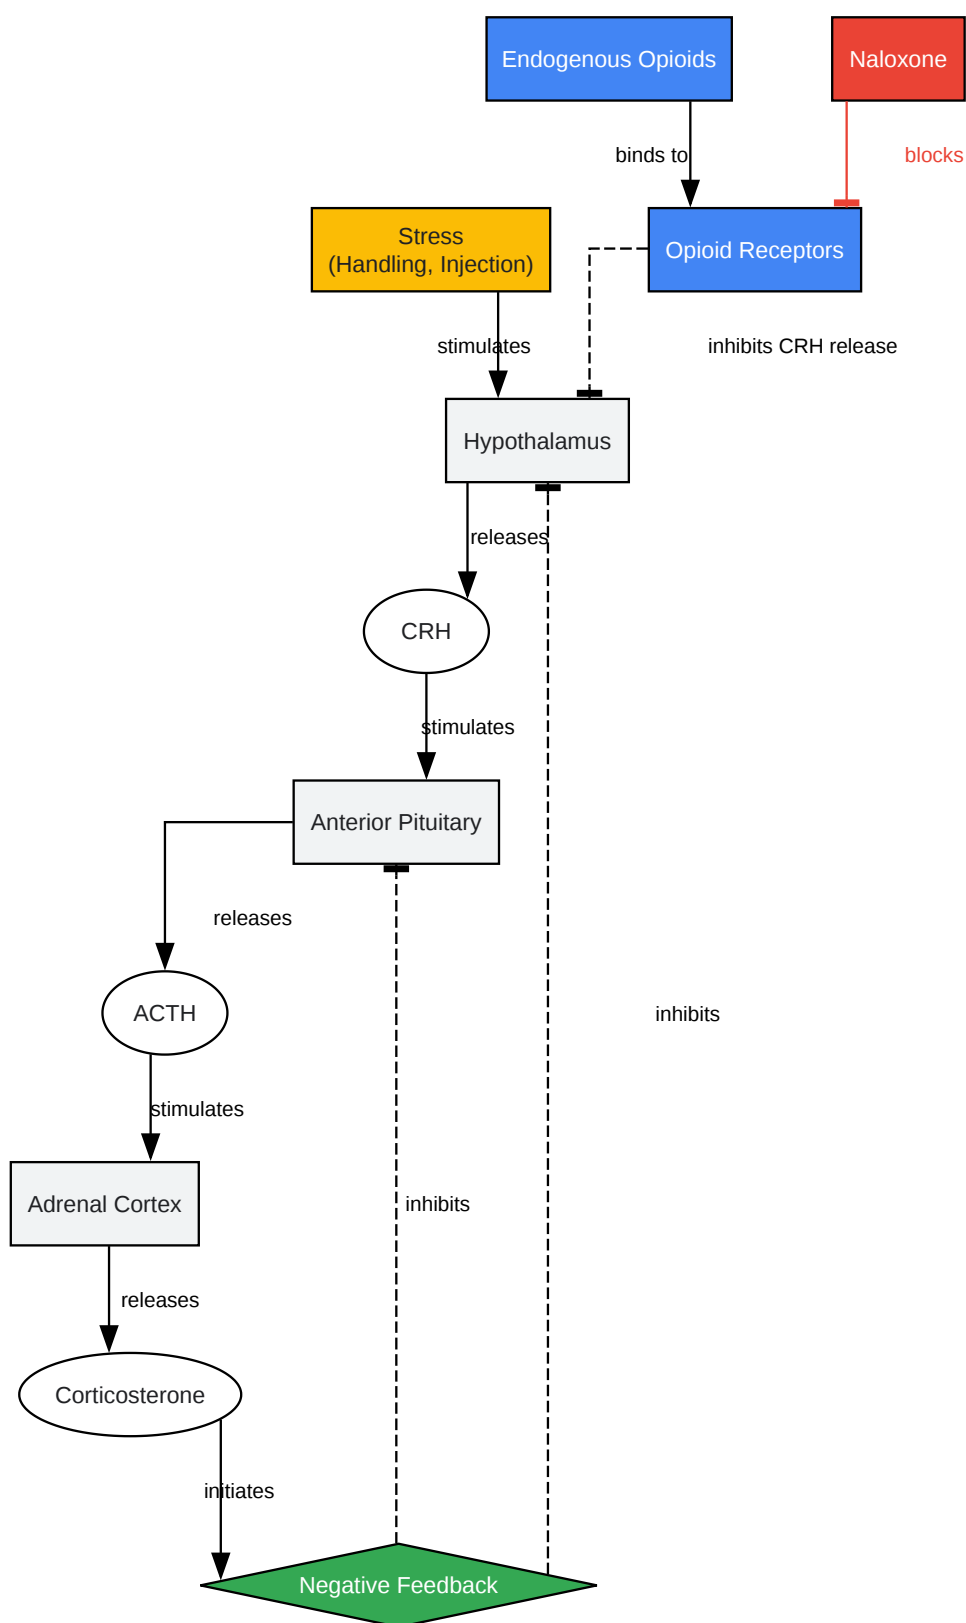 Endogenous Opioids
Naloxone
binds to
blocks
Stress
(Handling, Injection)
Opioid Receptors
stimulates
inhibits CRH release
Hypothalamus
releases
CRH
stimulates
Anterior Pituitary
releases
ACTH
inhibits
stimulates
Adrenal Cortex
inhibits
releases
Corticosterone
initiates
Negative Feedback